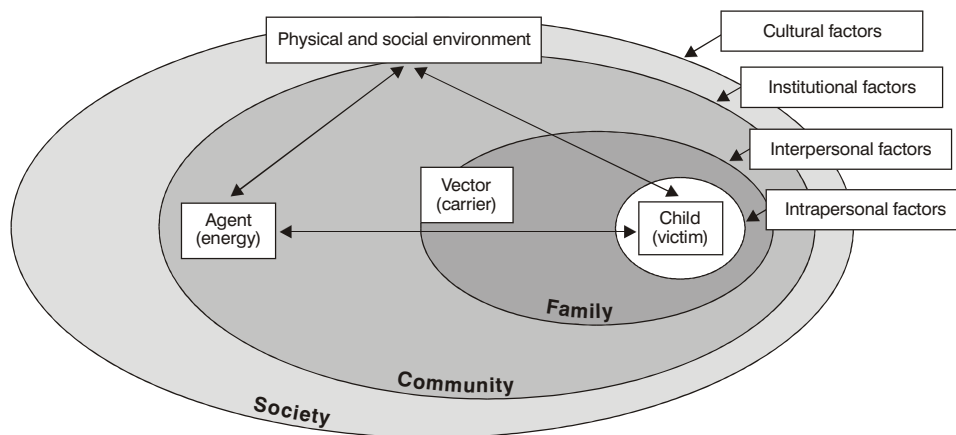 Physical and social environment
Cultural factors
Institutional factors
Interpersonal factors
Intrapersonal factors
Vector
(carrier)
Agent
(energy)
Child
(victim)
Family
Community
Society